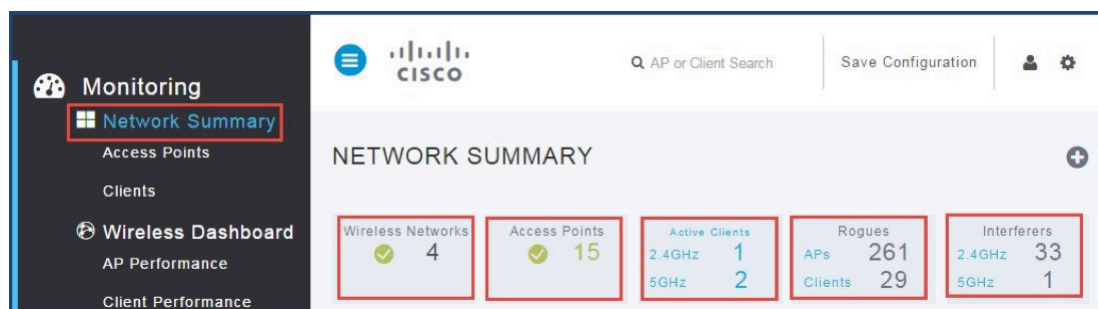 CISCO
AP or Client Search
Save Configuration
Monitoring
Network Summary
Access Points
Clients
Wireless Dashboard
AP Performance
Client Performance
NETWORK SUMMARY
Wireless Networks
4
Access Points
15
Active Clients
2.4GHz 1
5GHz 2
Rogues
APs 261
Clients 29
Interferers
2.4GHz 33
5GHz 1